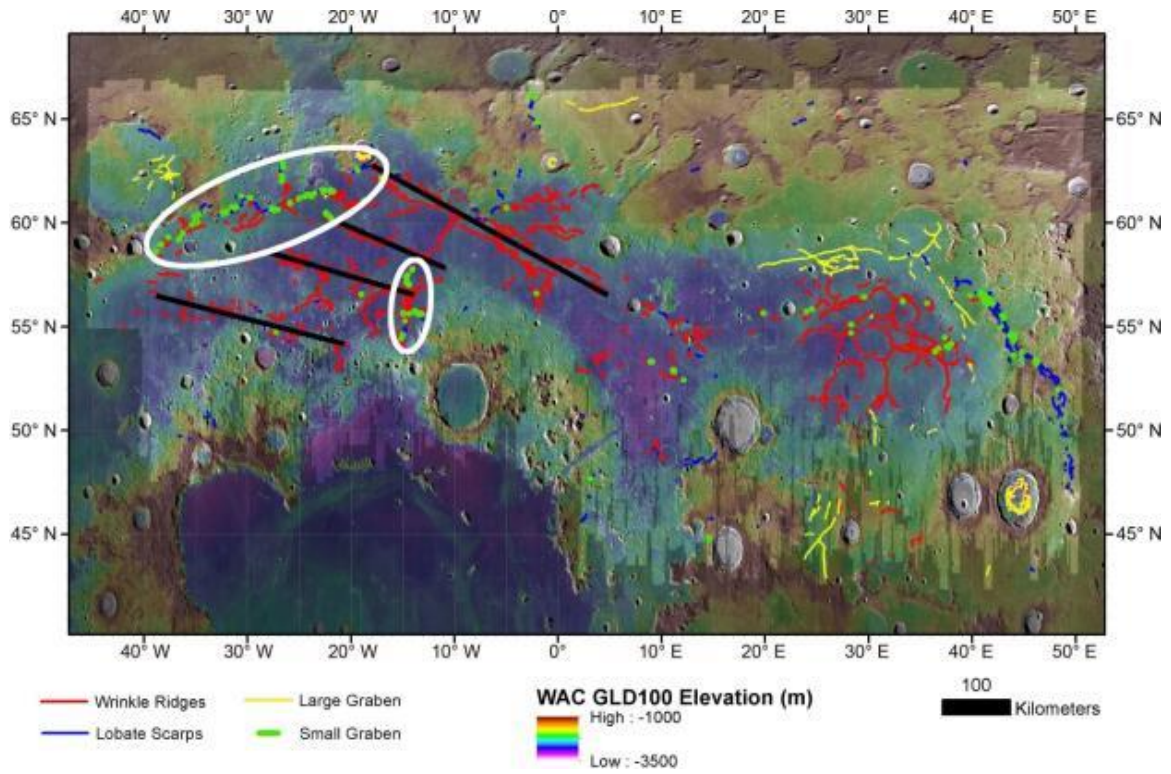 40° W 30° W 20° W 10° W 0° 10° E 20° E 30° E 40° E 50° E
65° N 65° N
60° N 60° N
55° N 55° N
50° N 50° N
45° N 45° N
40° W 30° W 20° W 10° W 0° 10° E 20° E 30° E 40° E 50° E
Wrinkle Ridges
Lobate Scarps
Large Graben
Small Graben
WAC GLD100 Elevation (m)
High : -1000
Low : -3500
100
Kilometers